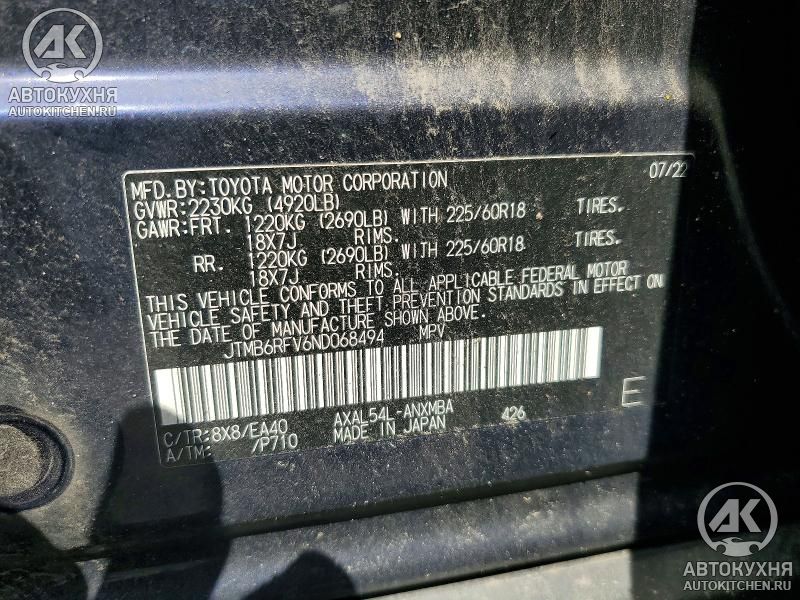 AK
АВТОКУХНЯ
AUTOKITCHEN.RU
MFD. BY: TOYOTA MOTOR CORPORATION 07/22
GVWR: 2230KG (4920LB)
GAWR: FRT. 1220KG (2690LB) WITH 225/60R18 TIRES.
18X7J RIMS.
RR. 1220KG (2690LB) WITH 225/60R18 TIRES.
18X7J RIMS.
THIS VEHICLE CONFORMS TO ALL APPLICABLE FEDERAL MOTOR
VEHICLE SAFETY AND THEFT PREVENTION STANDARDS IN EFFECT ON
THE DATE OF MANUFACTURE SHOWN ABOVE.
JTMB6RFV6ND068494 MPV
C/TR: 8X8/EA40 AXAL54L-ANXMBA 426 E
A/TM: /P710 MADE IN JAPAN
AK
АВТОКУХНЯ
AUTOKITCHEN.RU